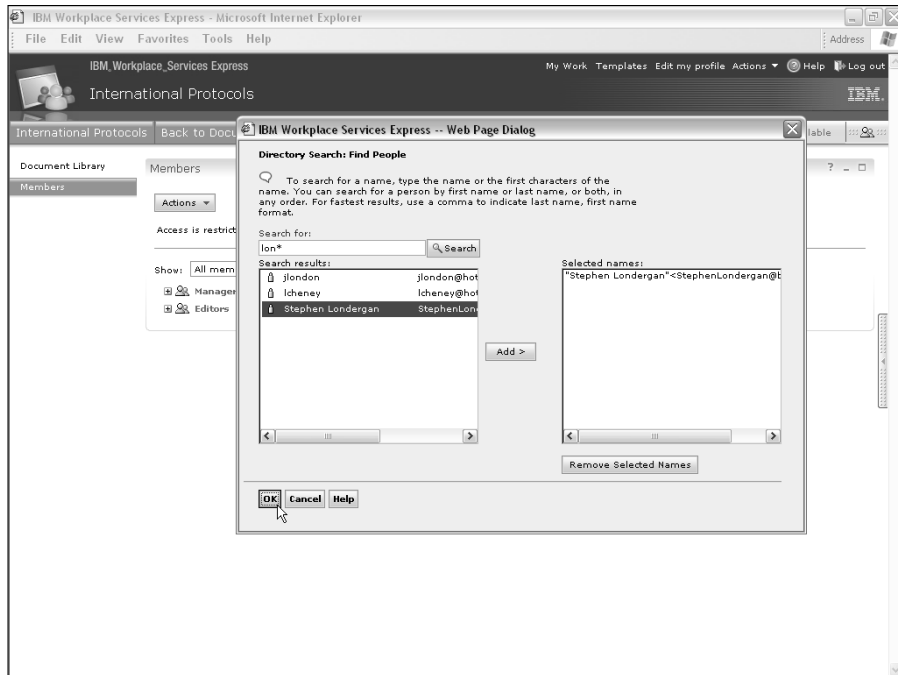 IBM Workplace Services Express - Microsoft Internet Explorer
File Edit View Favorites Tools Help
Address
IBM_Workplace_Services Express
My Work Templates Edit my profile Actions Help Log out
International Protocols
IBM.
International Protocols Back to Docu
lable
IBM Workplace Services Express -- Web Page Dialog
Document Library
Members
Members
Actions
Access is restrict
Show: All mem
Manager
Editors
Directory Search: Find People
To search for a name, type the name or the first characters of the
name. You can search for a person by first name or last name, or both, in
any order. For fastest results, use a comma to indicate last name, first name
format.
Search for:
lon*
Search
Search results:
jlondon jlondon@hot
lcheney lcheney@hot
Stephen Londergan StephenLon
Add >
Selected names:
"Stephen Londergan"<StephenLondergan@b
Remove Selected Names
OK Cancel Help